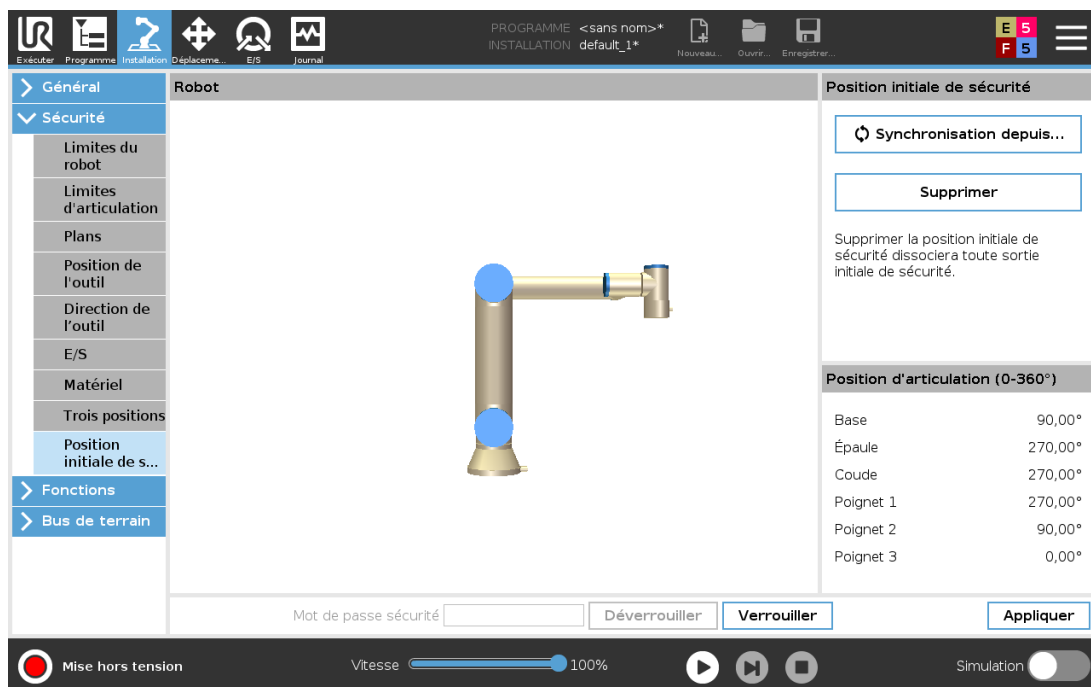 PROGRAMME <sans nom>*
INSTALLATION default_1*
Exécuter
Programme
Installation
Déplaceme...
E/S
Journal
Nouveau...
Ouvrir...
Enregistrer...
E 5
F 5
Général
Sécurité
Limites du
robot
Limites
d'articulation
Plans
Position de
l'outil
Direction de
l’outil
E/S
Matériel
Trois positions
Position
initiale de s...
Fonctions
Bus de terrain
Robot
Position initiale de sécurité
Synchronisation depuis...
Supprimer
Supprimer la position initiale de
sécurité dissociera toute sortie
initiale de sécurité.
Position d'articulation (0-360°)
Base 90,00°
Épaule 270,00°
Coude 270,00°
Poignet 1 270,00°
Poignet 2 90,00°
Poignet 3 0,00°
Mot de passe sécurité
Déverrouiller
Verrouiller
Appliquer
Mise hors tension
Vitesse 100%
Simulation